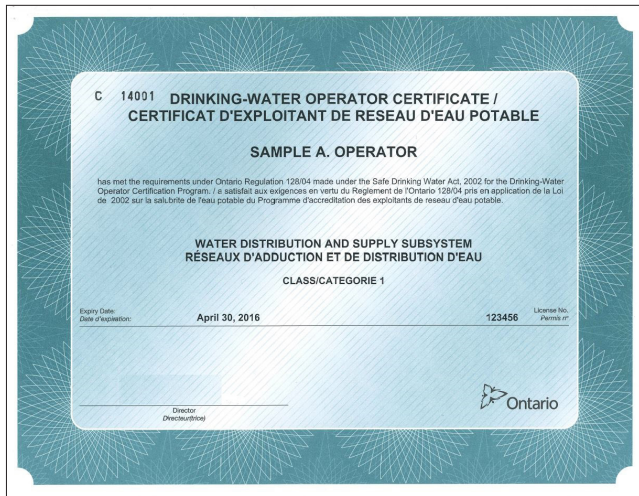 C 14001 DRINKING-WATER OPERATOR CERTIFICATE /
CERTIFICAT D'EXPLOITANT DE RESEAU D'EAU POTABLE
SAMPLE A. OPERATOR
has met the requirements under Ontario Regulation 128/04 made under the Safe Drinking Water Act, 2002 for the Drinking-Water
Operator Certification Program. / a satisfait aux exigences en vertu du Reglement de l'Ontario 128/04 pris en application de la Loi
de 2002 sur la salubrite de l'eau potable du Programme d'accreditation des exploitants de reseau d'eau potable.
WATER DISTRIBUTION AND SUPPLY SUBSYSTEM
RÉSEAUX D'ADDUCTION ET DE DISTRIBUTION D'EAU
CLASS/CATEGORIE 1
Expiry Date: License No.
Date d'expiration: April 30, 2016 123456 Permis nº
Director
Directeur(trice)
Ontario